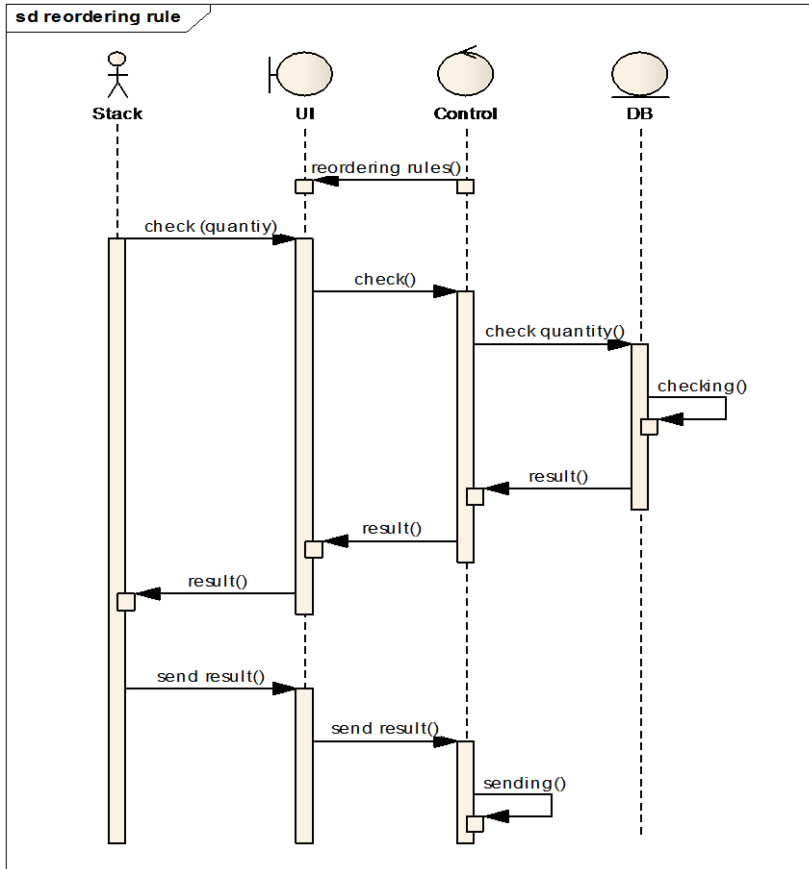 sd reordering rule
Stack
UI
Control
DB
reordering rules()
check (quantiy)
check()
check quantity()
checking()
result()
result()
result()
send result()
send result()
sending()